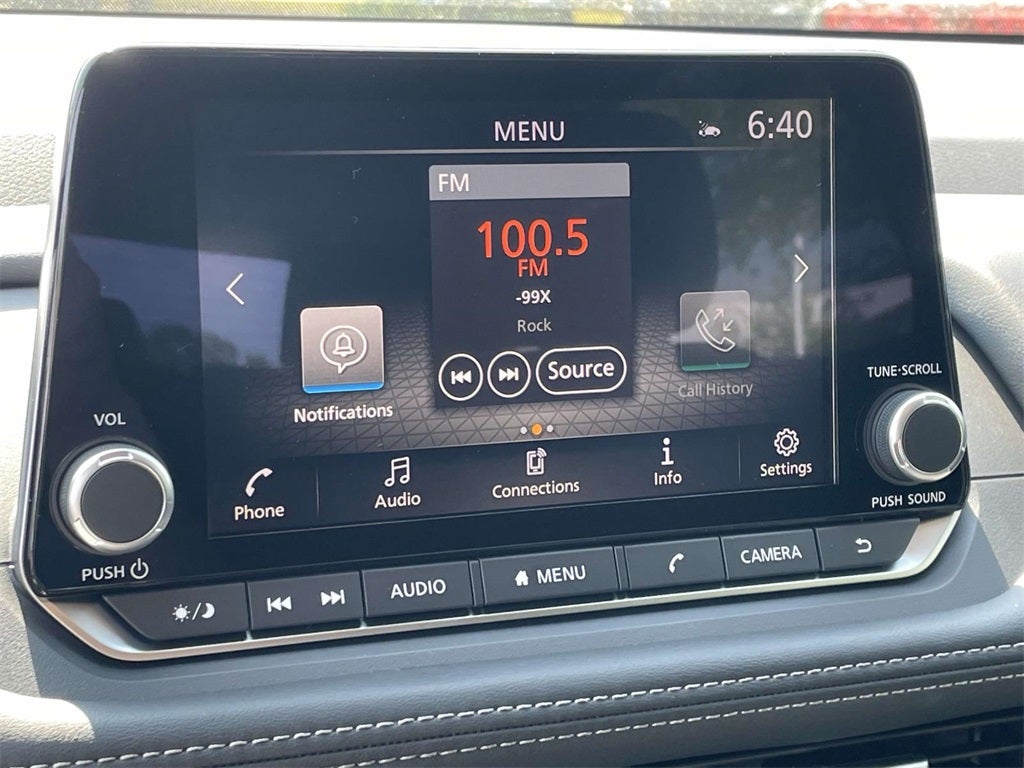 MENU 6:40
FM
100.5
FM
-99X
Rock
Source
Notifications
Call History
Phone
Audio
Connections
Info
Settings
VOL
PUSH
TUNE·SCROLL
PUSH SOUND
AUDIO
MENU
CAMERA